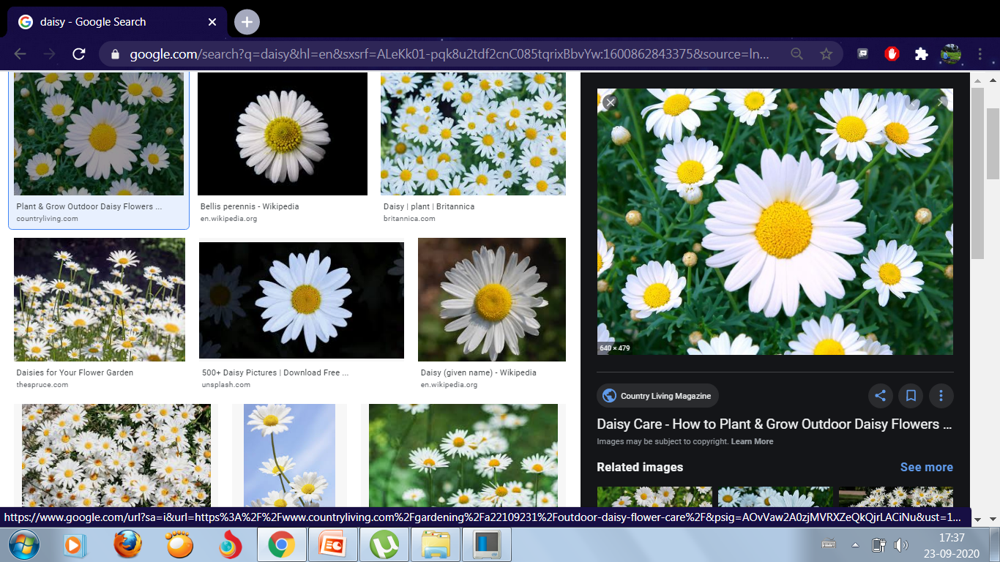 daisy - Google Search
google.com/search?q=daisy&hl=en&sxsrf=ALeKk01-pqk8u2tdf2cnC085tqrixBbvYw:1600862843375&source=ln...
Plant & Grow Outdoor Daisy Flowers ...
countryliving.com
Bellis perennis - Wikipedia
en.wikipedia.org
Daisy | plant | Britannica
britannica.com
Daisies for Your Flower Garden
thespruce.com
500+ Daisy Pictures | Download Free ...
unsplash.com
Daisy (given name) - Wikipedia
en.wikipedia.org
640 × 479
Country Living Magazine
Daisy Care - How to Plant & Grow Outdoor Daisy Flowers ...
Images may be subject to copyright. Learn More
Related images
See more
https://www.google.com/url?sa=i&url=https%3A%2F%2Fwww.countryliving.com%2Fgardening%2Fa22109231%2Foutdoor-daisy-flower-care%2F&psig=AOvVaw2A0zjMVRXZeQkQjrLACiNu&ust=1...
17:37
23-09-2020